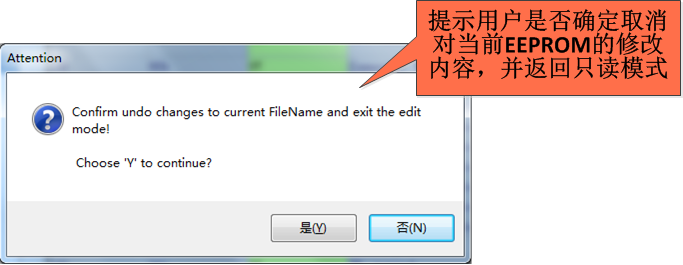 提示用户是否确定取消
对当前EEPROM的修改
内容，并返回只读模式
Attention
Confirm undo changes to current FileName and exit the edit
mode!
Choose 'Y' to continue?
是(Y)
否(N)